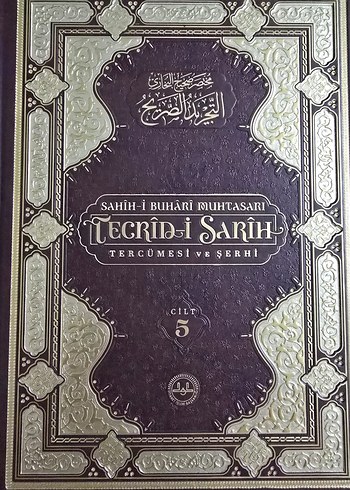 مختصر صحيح البخاري
التجريد الصريح
SAHÎH-İ BUHÂRÎ MUHTASARI
TECRÎD-İ SARÎH
TERCÜMESİ VE ŞERHİ
CİLT
5